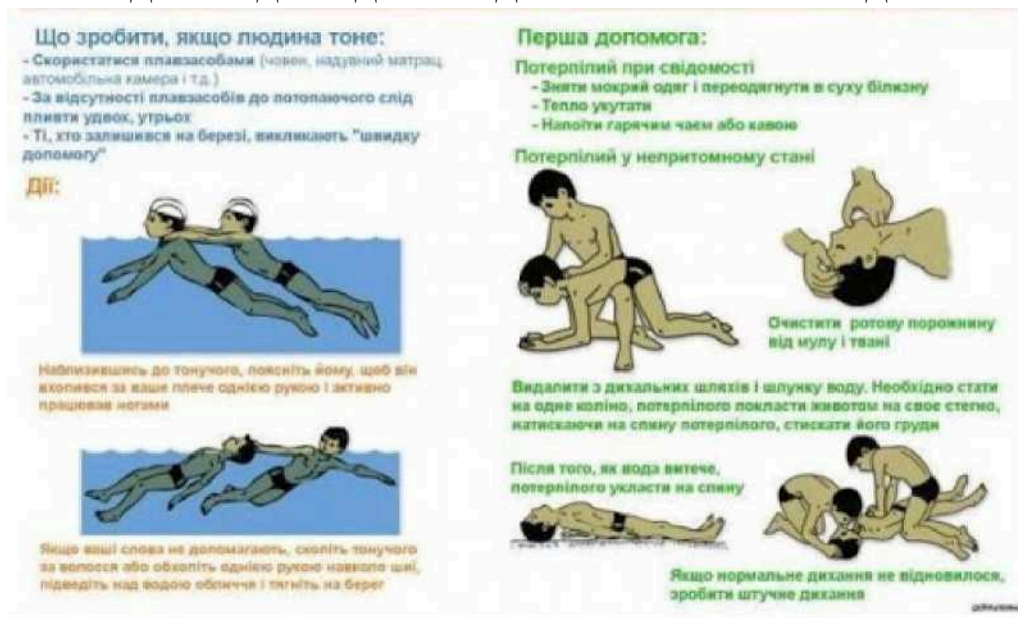 Що зробити, якщо людина тоне:
- Скористатися плавзасобами (човен, надувний матрац,
автомобільна камера і т.д.)
- За відсутності плавзасобів до потопаючого слід
пливти удвох, утрьох
- Ті, хто залишився на березі, викликають "швидку
допомогу"
Дії:
Наблизившись до тонучого, поясніть йому, щоб він
вхопився за ваше плече однією рукою і активно
працював ногами
Якщо ваші слова не допомагають, схопіть тонучого
за волосся або обхопіть однією рукою навколо шиї,
підведіть над водою обличчя і тягніть на берег
Перша допомога:
Потерпілий при свідомості
- Зняти мокрий одяг і переодягнути в суху білизну
- Тепло укутати
- Напоїти гарячим чаєм або кавою
Потерпілий у непритомному стані
Очистити ротову порожнину
від мулу і твані
Видалити з дихальних шляхів і шлунку воду. Необхідно стати
на одне коліно, потерпілого покласти животом на своє стегно,
натискаючи на спину потерпілого, стискати його груди
Після того, як вода витече,
потерпілого укласти на спину
Якщо нормальне дихання не відновилося,
зробити штучне дихання